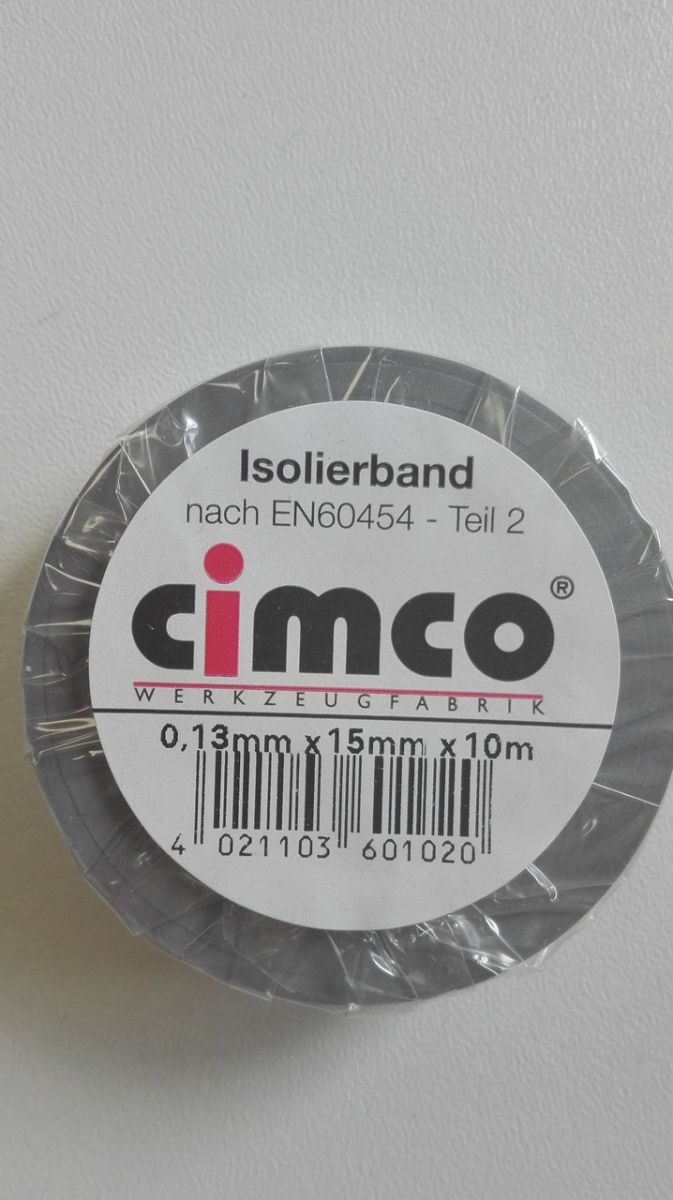 Isolierband
nach EN60454 - Teil 2
cimco®
WERKZEUGFABRIK
0,13mm x 15mm x 10m
4 021103 601020